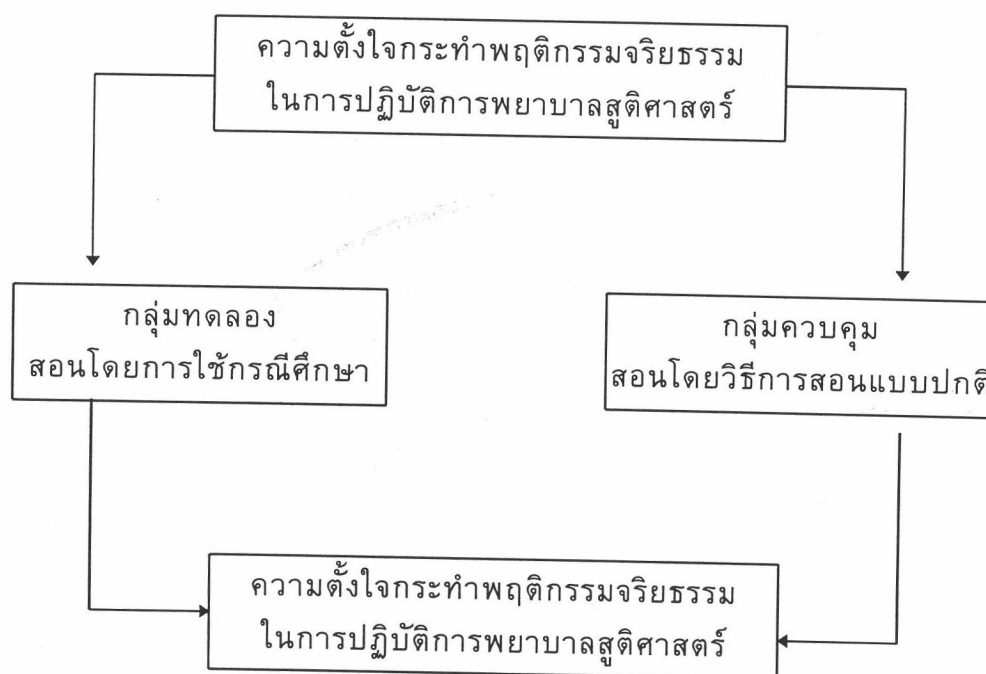 ความตั้งใจกระทำพฤติกรรมจริยธรรม
ในการปฏิบัติการพยาบาลสูติศาสตร์
กลุ่มทดลอง
สอนโดยการใช้กรณีศึกษา
กลุ่มควบคุม
สอนโดยวิธีการสอนแบบปกติ
ความตั้งใจกระทำพฤติกรรมจริยธรรม
ในการปฏิบัติการพยาบาลสูติศาสตร์